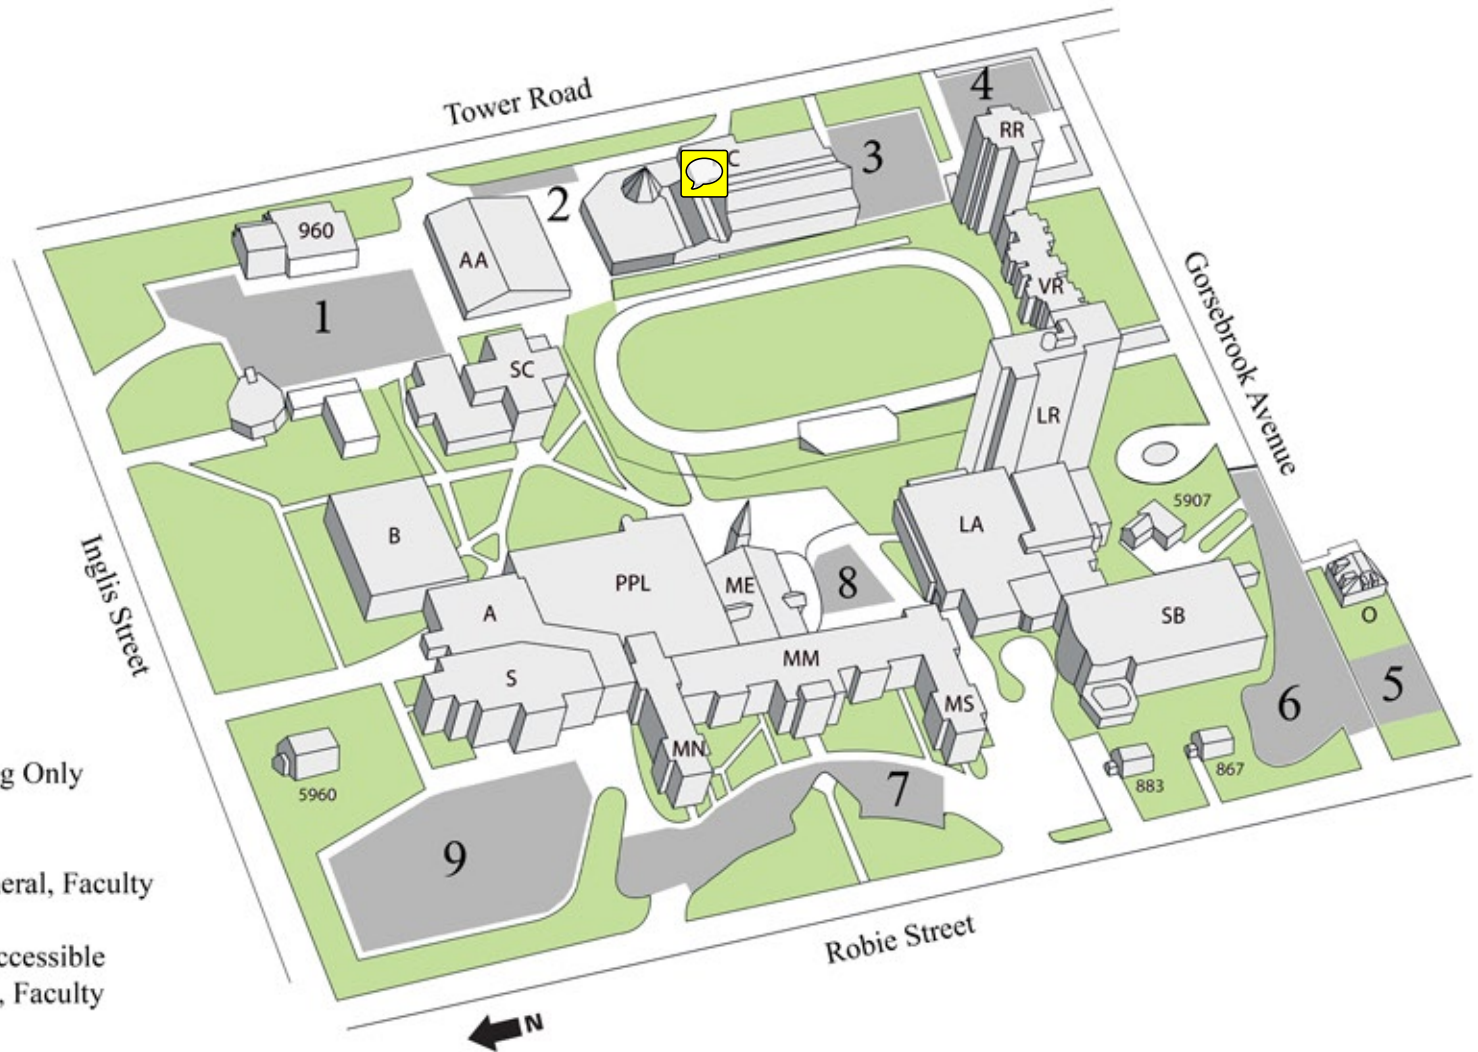 Tower Road
4
RR
C
3
2
960
AA
VR
1
Gorsebrook Avenue
SC
LR
5907
LA
B
Inglis Street
PPL
ME
8
A
SB
O
MM
S
5
MS
6
MN
g Only
5960
867
883
7
9
eral, Faculty
Robie Street
ccessible
, Faculty
N